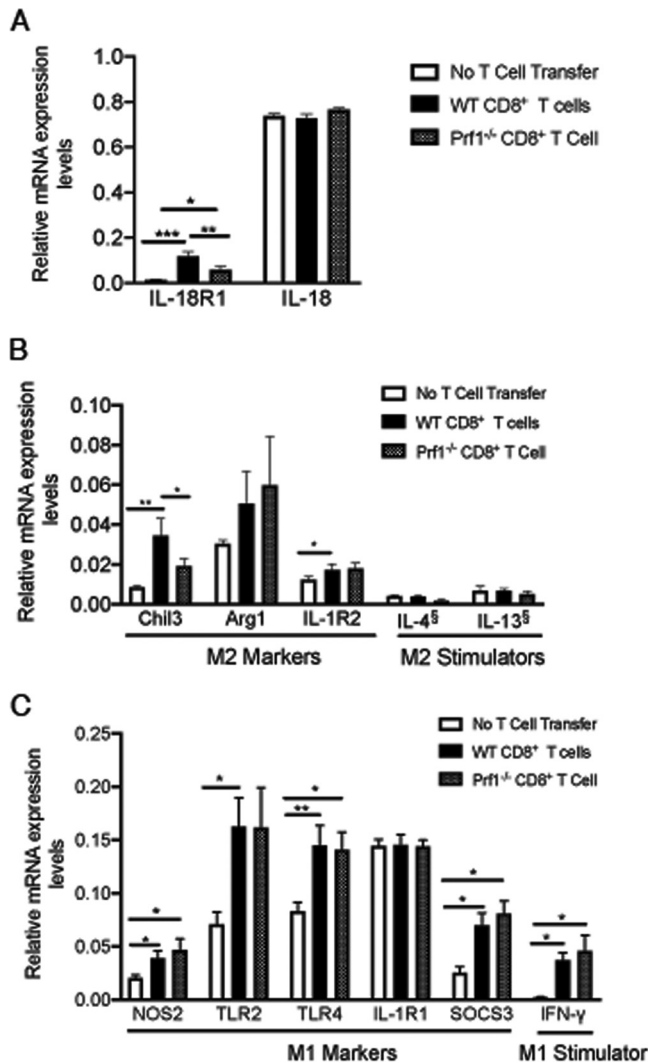 A
Relative mRNA expression
levels
1.0
0.8
0.6
0.4
0.2
0.0
No T Cell Transfer
WT CD8⁺ T cells
Prf1⁻/⁻ CD8⁺ T Cell
*
***
**
IL-18R1
IL-18
B
Relative mRNA expression
levels
0.10
0.08
0.06
0.04
0.02
0.00
No T Cell Transfer
WT CD8⁺ T cells
Prf1⁻/⁻ CD8⁺ T Cell
** * *
Chil3 Arg1 IL-1R2 IL-4§ IL-13§
M2 Markers M2 Stimulators
C
Relative mRNA expression
levels
0.25
0.20
0.15
0.10
0.05
0.00
No T Cell Transfer
WT CD8⁺ T cells
Prf1⁻/⁻ CD8⁺ T Cell
* *
**
* * *
* * *
NOS2 TLR2 TLR4 IL-1R1 SOCS3 IFN-γ
M1 Markers M1 Stimulator